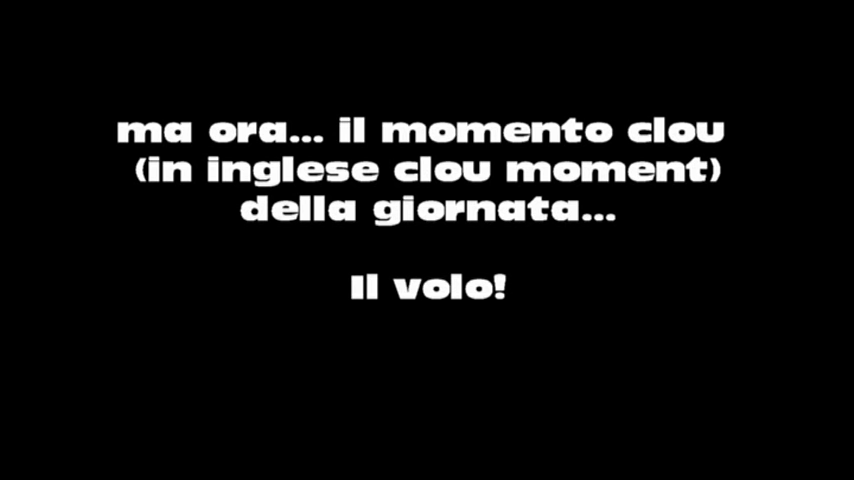 ma ora... il momento clou
(in inglese clou moment)
della giornata...
Il volo!